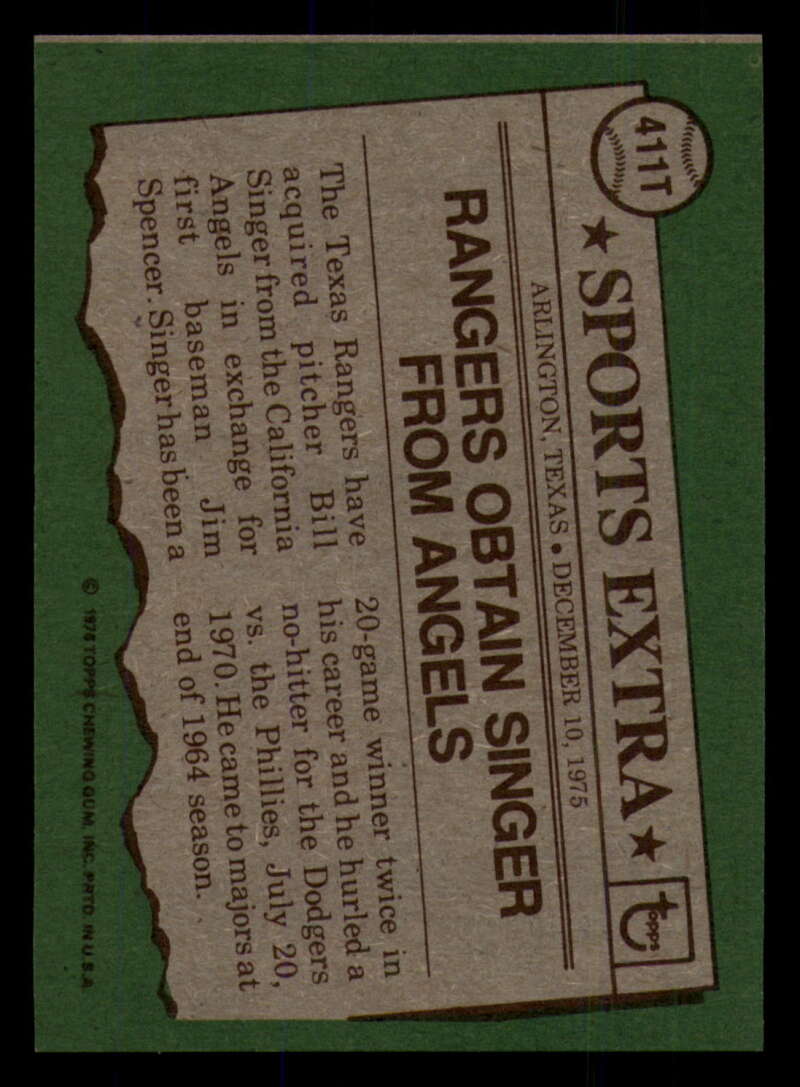 411T
★ SPORTS EXTRA ★
topps
ARLINGTON, TEXAS • DECEMBER 10, 1975
RANGERS OBTAIN SINGER
FROM ANGELS
The Texas Rangers have
acquired pitcher Bill
Singer from the California
Angels in exchange for
first baseman Jim
Spencer. Singer has been a
20-game winner twice in
his career and he hurled a
no-hitter for the Dodgers
vs. the Phillies, July 20,
1970. He came to majors at
end of 1964 season.
© 1976 TOPPS CHEWING GUM, INC. PRTD. IN U.S.A.